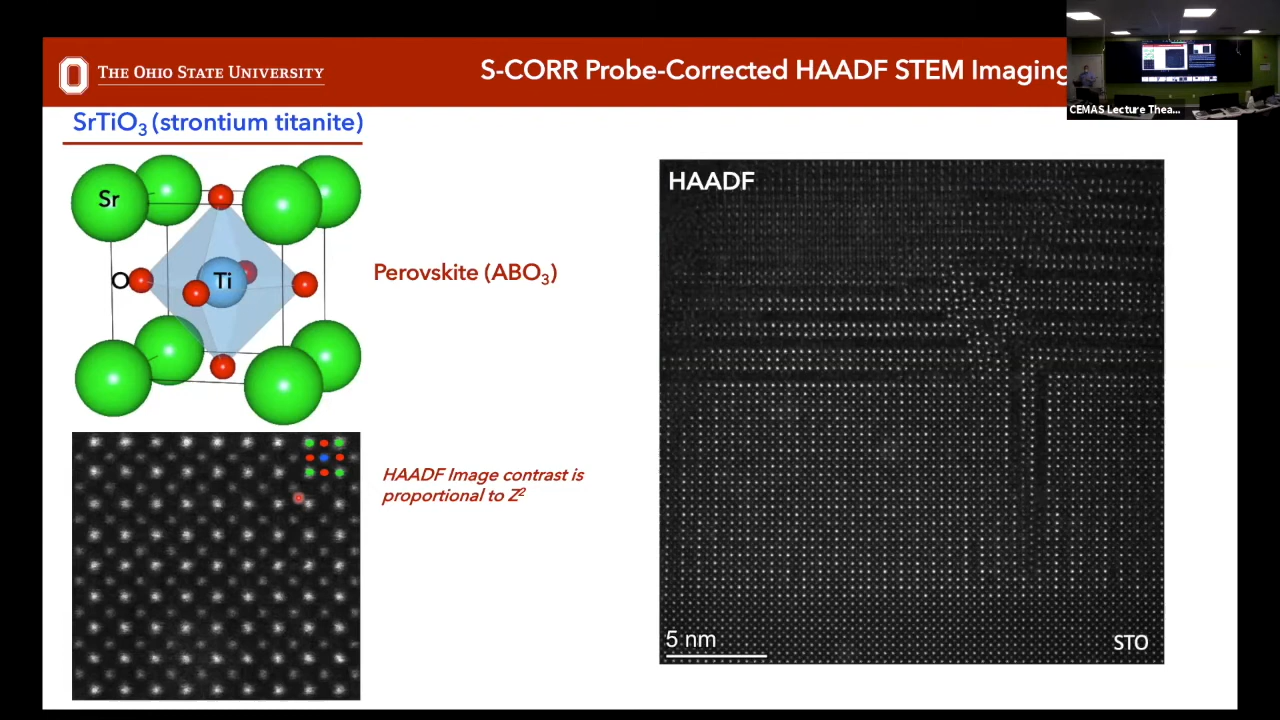 THE OHIO STATE UNIVERSITY
S-CORR Probe-Corrected HAADF STEM Imaging
CEMAS Lecture Thea...
SrTiO3 (strontium titanite)
Sr
O
Ti
Perovskite (ABO3)
HAADF Image contrast is
proportional to Z2
HAADF
5 nm
STO